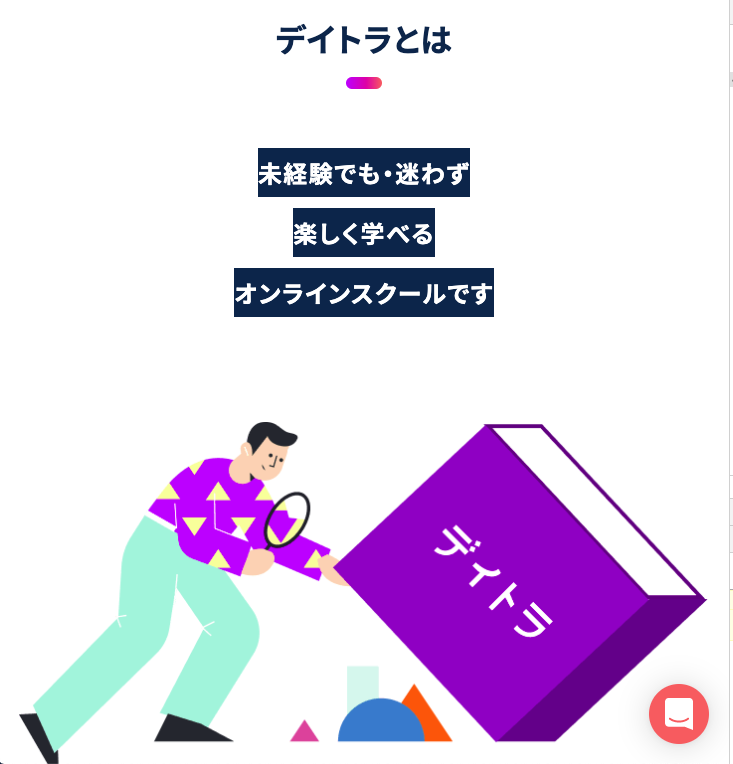 デイトラとは
未経験でも・迷わず
楽しく学べる
オンラインスクールです
デイトラ